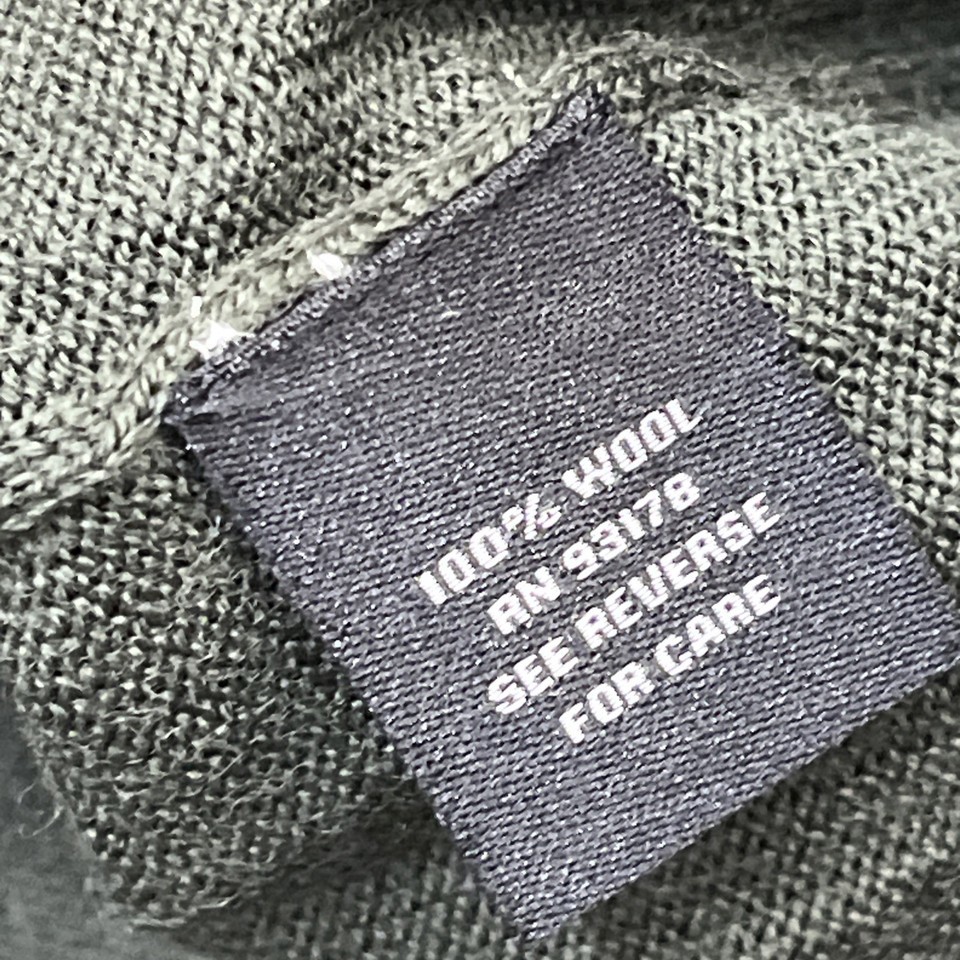 100% WOOL
RN 93178
SEE REVERSE
FOR CARE